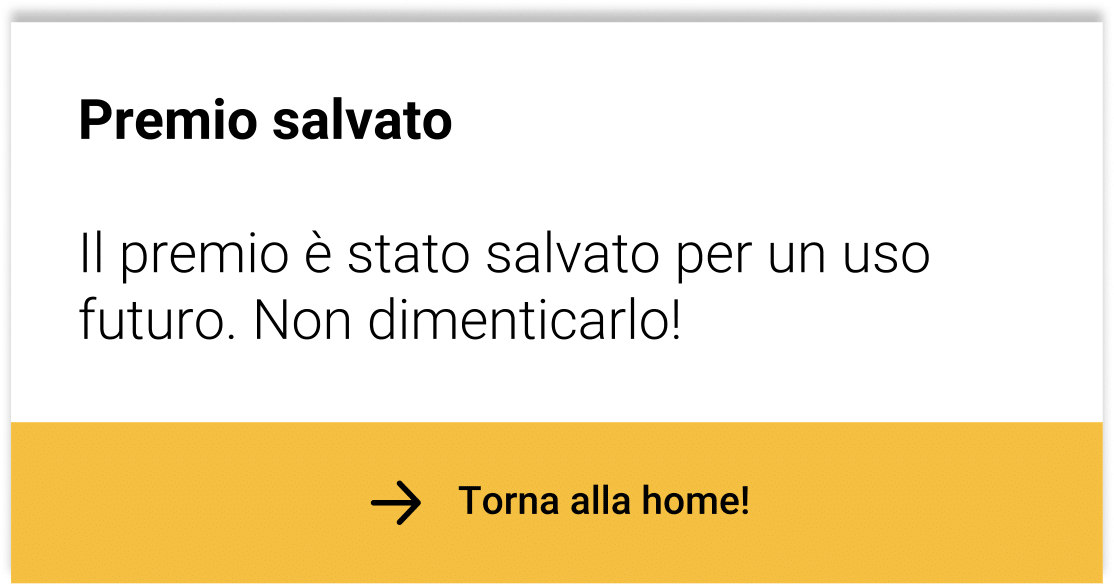 Premio salvato
Il premio è stato salvato per un uso
futuro. Non dimenticarlo!
Torna alla home!